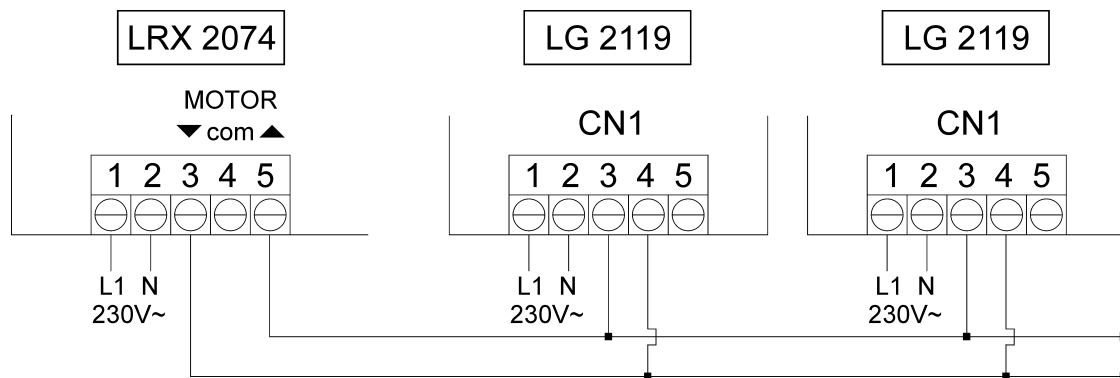 LRX 2074
LG 2119
LG 2119
MOTOR
▼ com ▲
CN1
CN1
1 2 3 4 5
1 2 3 4 5
1 2 3 4 5
L1 N
230V~
L1 N
230V~
L1 N
230V~